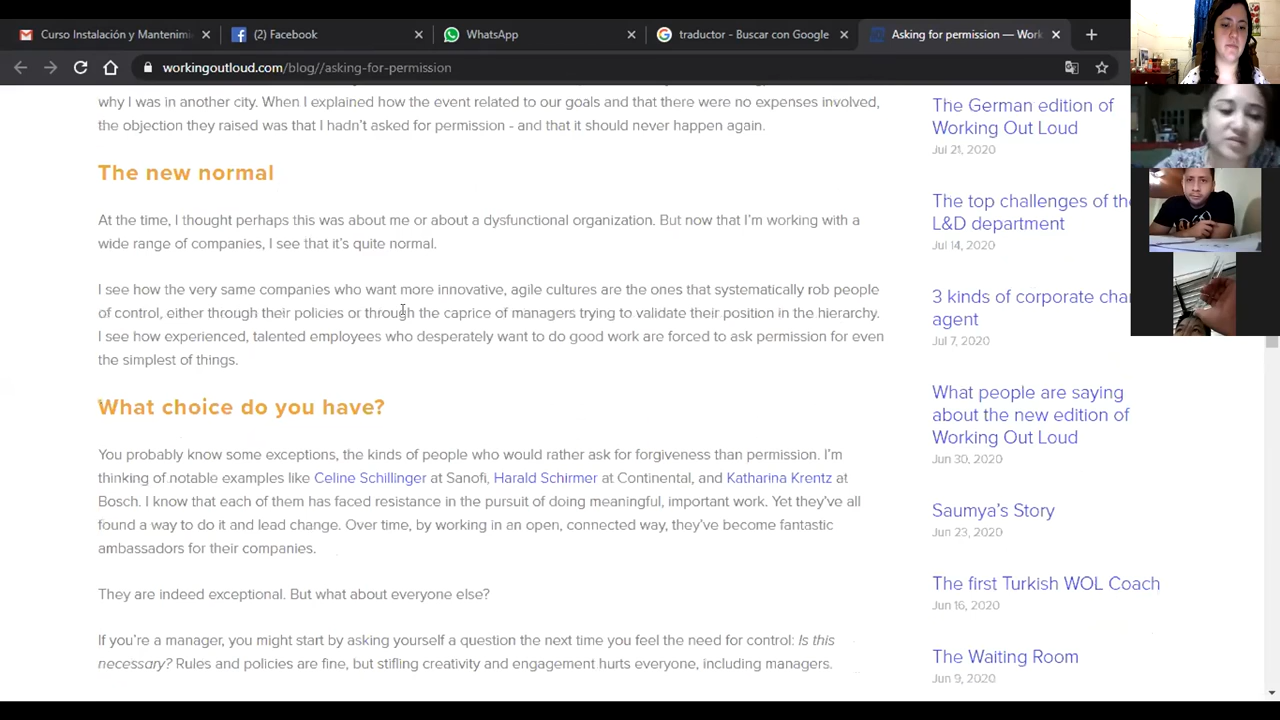 Curso Instalación y Mantenimi
(2) Facebook
WhatsApp
traductor - Buscar con Google
Asking for permission — Work
workingoutloud.com/blog//asking-for-permission
why I was in another city. When I explained how the event related to our goals and that there were no expenses involved,
the objection they raised was that I hadn't asked for permission - and that it should never happen again.
The new normal
At the time, I thought perhaps this was about me or about a dysfunctional organization. But now that I'm working with a
wide range of companies, I see that it's quite normal.
I see how the very same companies who want more innovative, agile cultures are the ones that systematically rob people
of control, either through their policies or through the caprice of managers trying to validate their position in the hierarchy.
I see how experienced, talented employees who desperately want to do good work are forced to ask permission for even
the simplest of things.
What choice do you have?
You probably know some exceptions, the kinds of people who would rather ask for forgiveness than permission. I'm
thinking of notable examples like Celine Schillinger at Sanofi, Harald Schirmer at Continental, and Katharina Krentz at
Bosch. I know that each of them has faced resistance in the pursuit of doing meaningful, important work. Yet they've all
found a way to do it and lead change. Over time, by working in an open, connected way, they've become fantastic
ambassadors for their companies.
They are indeed exceptional. But what about everyone else?
If you're a manager, you might start by asking yourself a question the next time you feel the need for control: Is this
necessary? Rules and policies are fine, but stifling creativity and engagement hurts everyone, including managers.
The German edition of
Working Out Loud
Jul 21, 2020
The top challenges of the
L&D department
Jul 14, 2020
3 kinds of corporate chan
agent
Jul 7, 2020
What people are saying
about the new edition of
Working Out Loud
Jun 30, 2020
Saumya's Story
Jun 23, 2020
The first Turkish WOL Coach
Jun 16, 2020
The Waiting Room
Jun 9, 2020